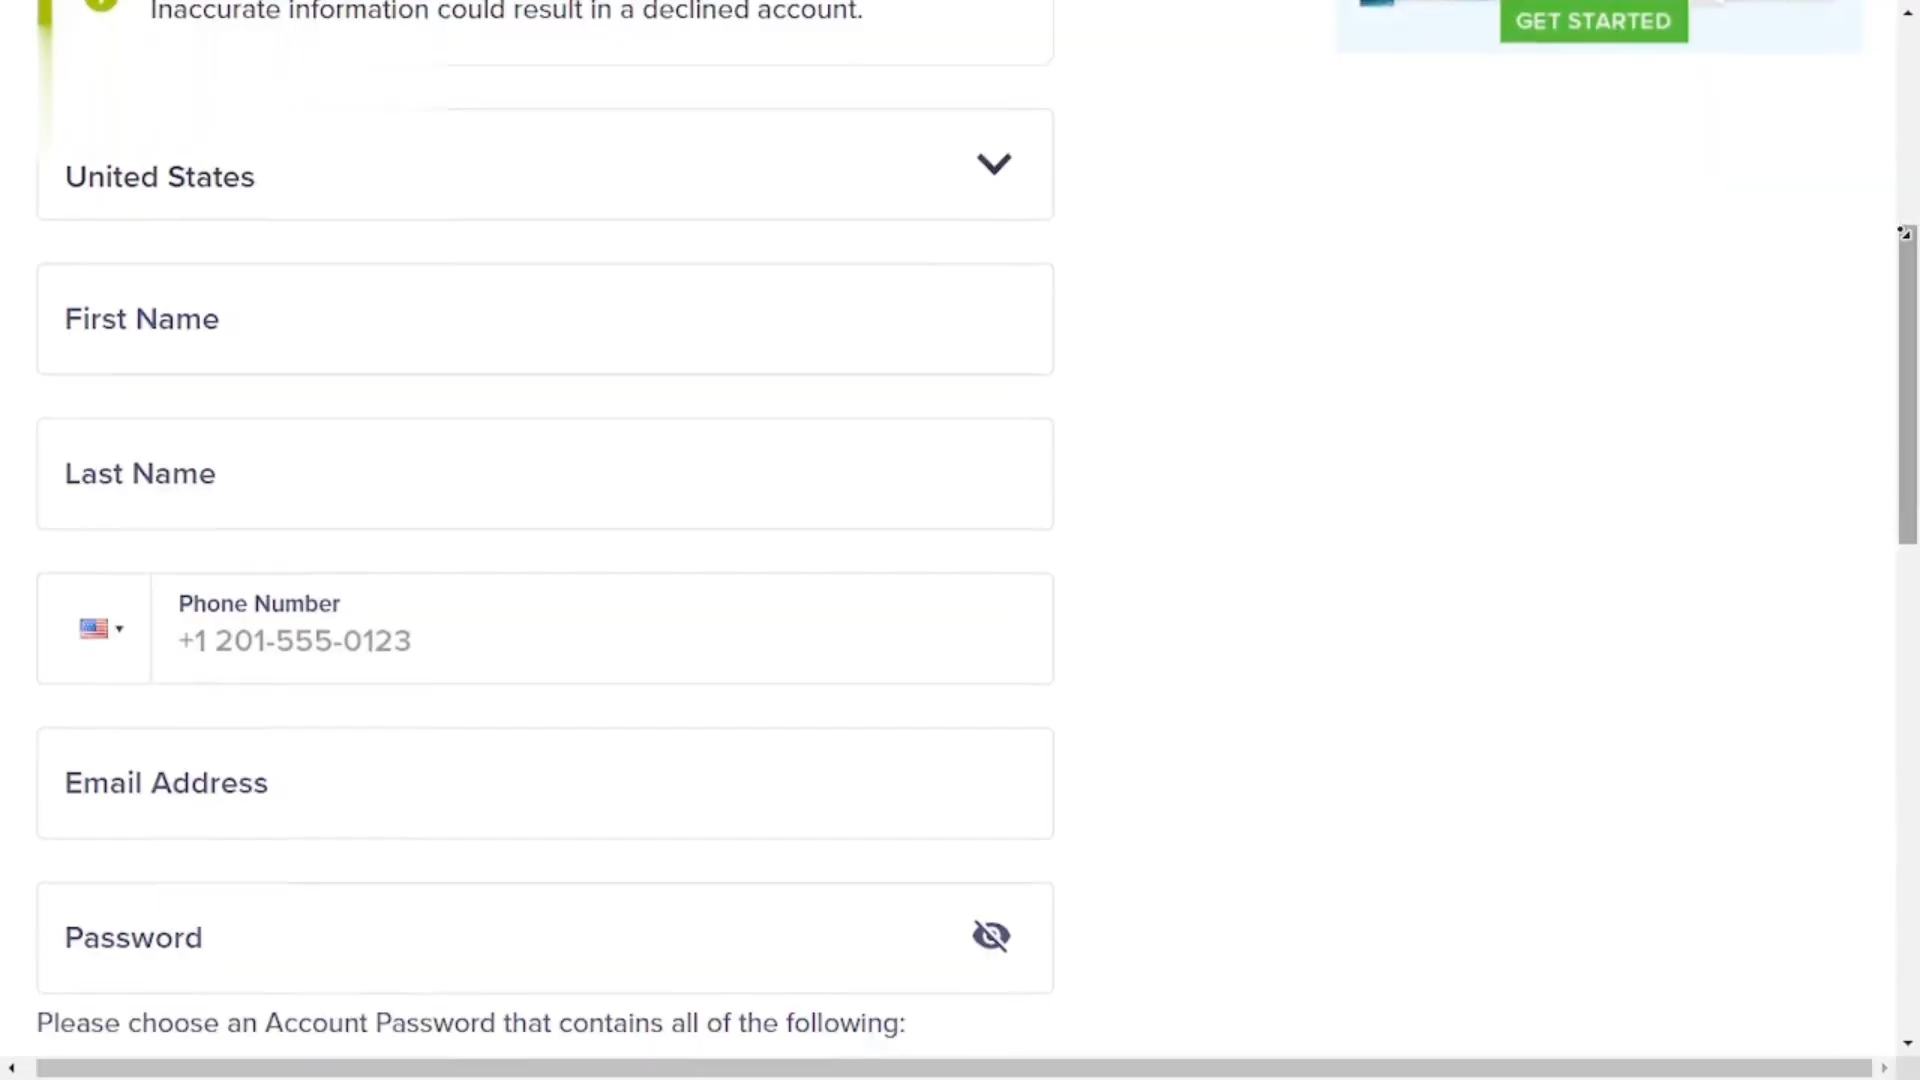 Inaccurate information could result in a declined account.
GET STARTED
United States
First Name
Last Name
Phone Number
+1 201-555-0123
Email Address
Password
Please choose an Account Password that contains all of the following: